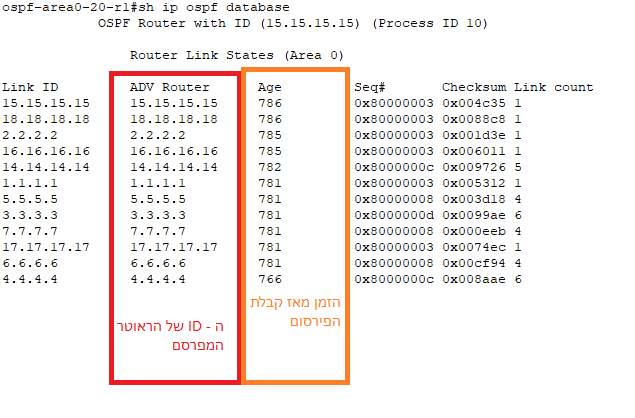 ospf-area0-20-r1#sh ip ospf database
OSPF Router with ID (15.15.15.15) (Process ID 10)
Router Link States (Area 0)
Link ID ADV Router Age Seq# Checksum Link count
15.15.15.15 15.15.15.15 786 0x80000003 0x004c35 1
18.18.18.18 18.18.18.18 786 0x80000003 0x0088c8 1
2.2.2.2 2.2.2.2 785 0x80000003 0x001d3e 1
16.16.16.16 16.16.16.16 785 0x80000003 0x006011 1
14.14.14.14 14.14.14.14 782 0x8000000c 0x009726 5
1.1.1.1 1.1.1.1 781 0x80000003 0x005312 1
5.5.5.5 5.5.5.5 781 0x80000008 0x003d18 4
3.3.3.3 3.3.3.3 781 0x8000000d 0x0099ae 6
7.7.7.7 7.7.7.7 781 0x80000008 0x000eeb 4
17.17.17.17 17.17.17.17 781 0x80000003 0x0074ec 1
6.6.6.6 6.6.6.6 781 0x80000008 0x00cf94 4
4.4.4.4 4.4.4.4 766 0x8000000c 0x008aae 6
הזמן מאז קבלת
הפירסום
ה - ID של הראוטר
המפרסם